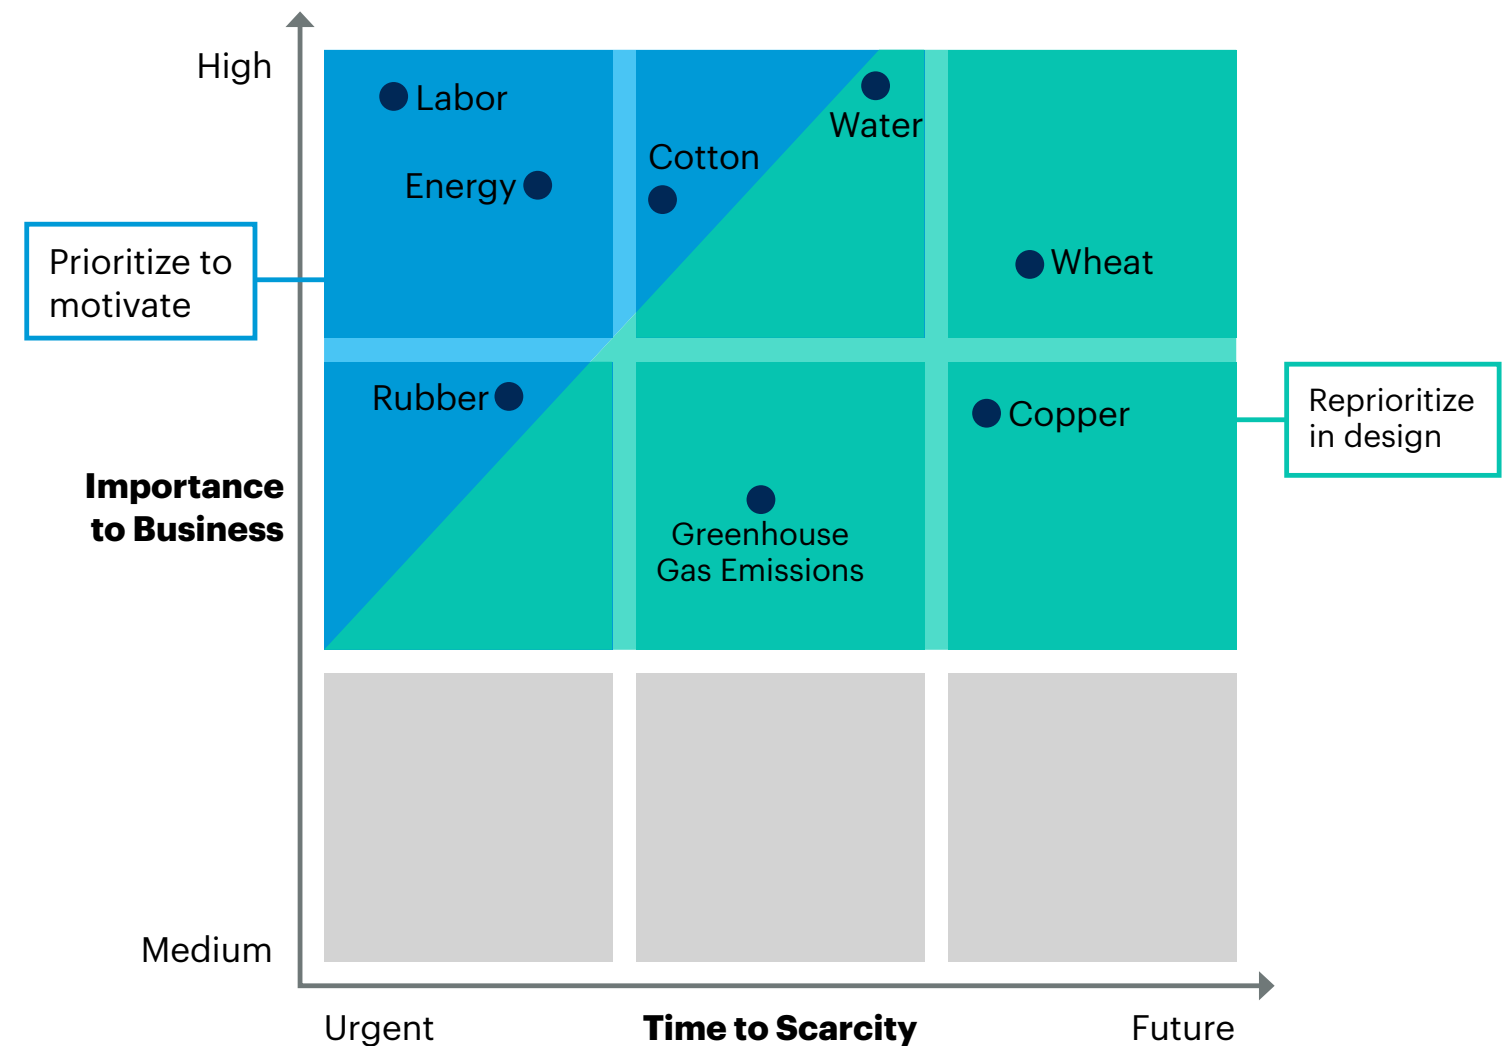 High
Labor
Water
Cotton
Energy
Prioritize to
motivate
Wheat
Rubber
Copper
Reprioritize
in design
Importance
to Business
Greenhouse
Gas Emissions
Medium
Urgent
Time to Scarcity
Future